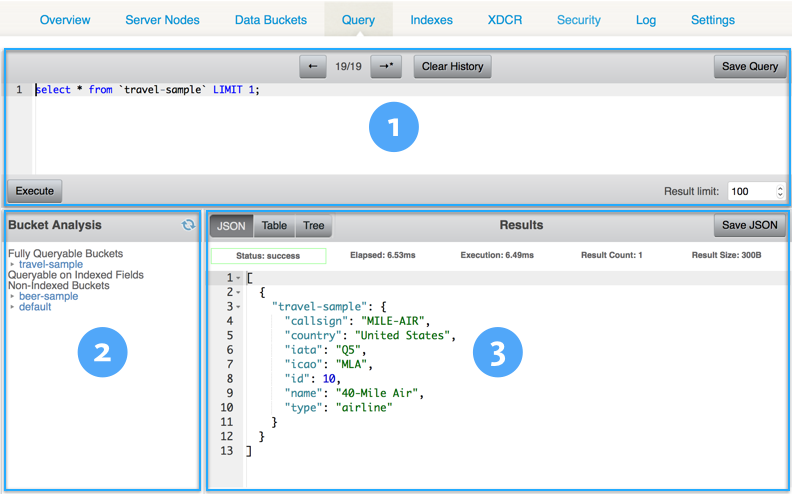 Overview Server Nodes Data Buckets Query Indexes XDCR Security Log Settings
← 19/19 →* Clear History Save Query
1 select * from `travel-sample` LIMIT 1;
1
Execute Result limit: 100
Bucket Analysis
Fully Queryable Buckets
travel-sample
Queryable on Indexed Fields
Non-Indexed Buckets
beer-sample
default
2
JSON Table Tree Results Save JSON
Status: success Elapsed: 6.53ms Execution: 6.49ms Result Count: 1 Result Size: 300B
1 [
2 {
3 "travel-sample": {
4 "callsign": "MILE-AIR",
5 "country": "United States",
6 "iata": "Q5",
7 "icao": "MLA",
8 "id": 10,
9 "name": "40-Mile Air",
10 "type": "airline"
11 }
12 }
13 ]
3